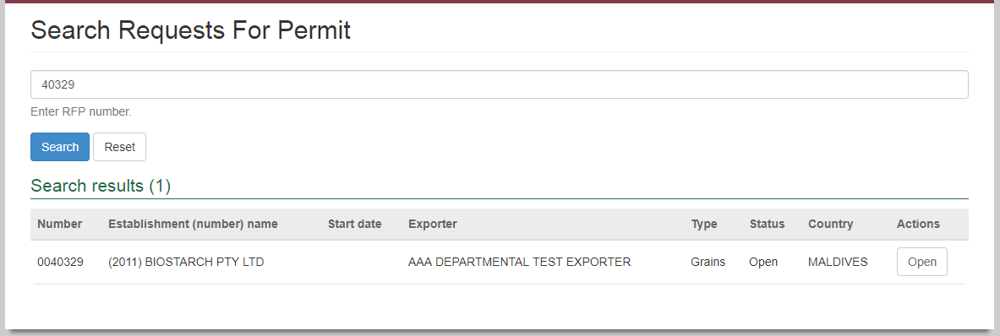 Search Requests For Permit
40329
Enter RFP number.
Search Reset
Search results (1)
Number Establishment (number) name Start date Exporter Type Status Country Actions
0040329 (2011) BIOSTARCH PTY LTD AAA DEPARTMENTAL TEST EXPORTER Grains Open MALDIVES Open